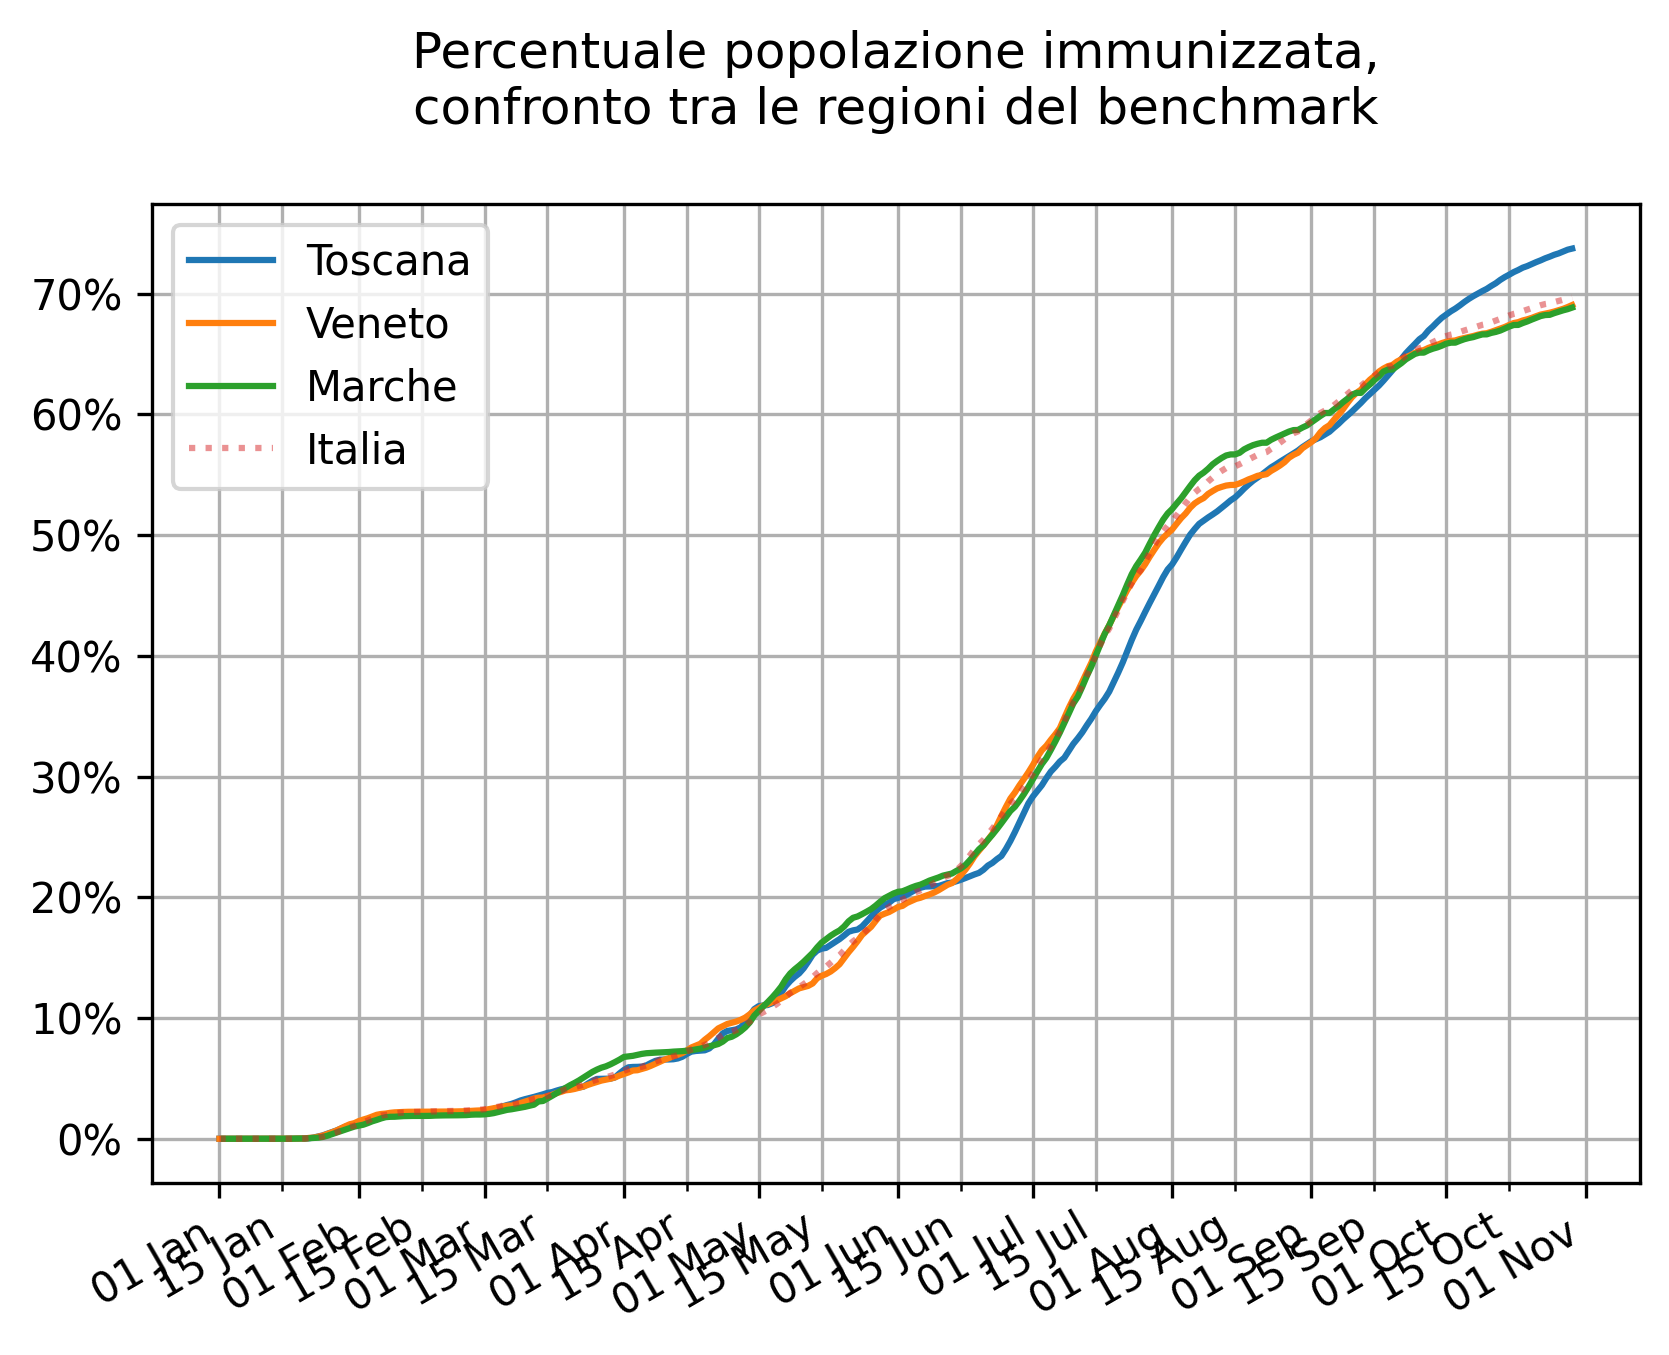 Percentuale popolazione immunizzata,
confronto tra le regioni del benchmark
Toscana
Veneto
Marche
Italia
70%
60%
50%
40%
30%
20%
10%
0%
01 Jan
15 Jan
01 Feb
15 Feb
01 Mar
15 Mar
01 Apr
15 Apr
01 May
15 May
01 Jun
15 Jun
01 Jul
15 Jul
01 Aug
15 Aug
01 Sep
15 Sep
01 Oct
15 Oct
01 Nov